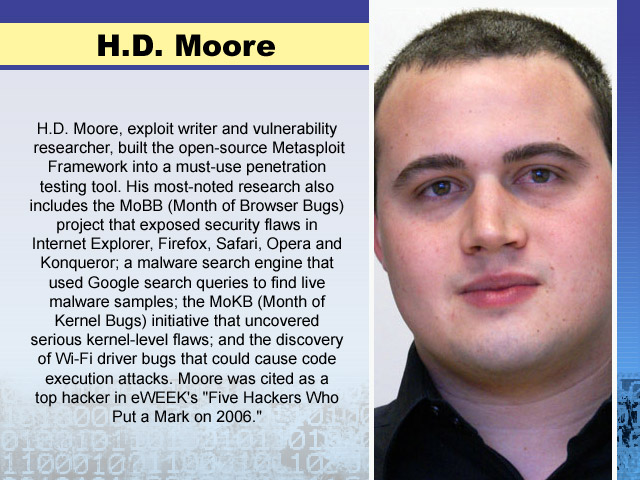 H.D. Moore
H.D. Moore, exploit writer and vulnerability
researcher, built the open-source Metasploit
Framework into a must-use penetration
testing tool. His most-noted research also
includes the MoBB (Month of Browser Bugs)
project that exposed security flaws in
Internet Explorer, Firefox, Safari, Opera and
Konqueror; a malware search engine that
used Google search queries to find live
malware samples; the MoKB (Month of
Kernel Bugs) initiative that uncovered
serious kernel-level flaws; and the discovery
of Wi-Fi driver bugs that could cause code
execution attacks. Moore was cited as a
top hacker in eWEEK's "Five Hackers Who
Put a Mark on 2006."